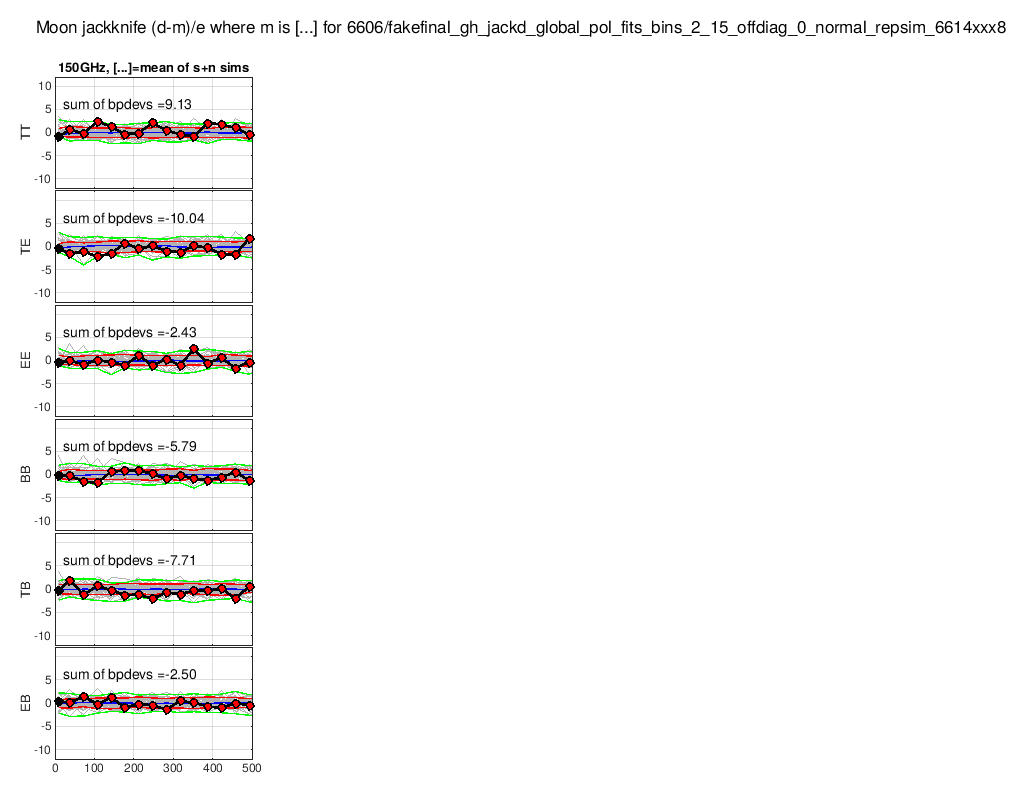 Moon jackknife (d-m)/e where m is [...] for 6606/fakefinal_gh_jackd_global_pol_fits_bins_2_15_offdiag_0_normal_repsim_6614xxx8
150GHz, [...]=mean of s+n sims
10
5
0
-5
-10
TT
sum of bpdevs =9.13
5
0
-5
-10
TE
sum of bpdevs =-10.04
5
0
-5
-10
EE
sum of bpdevs =-2.43
5
0
-5
-10
BB
sum of bpdevs =-5.79
5
0
-5
-10
TB
sum of bpdevs =-7.71
5
0
-5
-10
EB
sum of bpdevs =-2.50
0 100 200 300 400 500